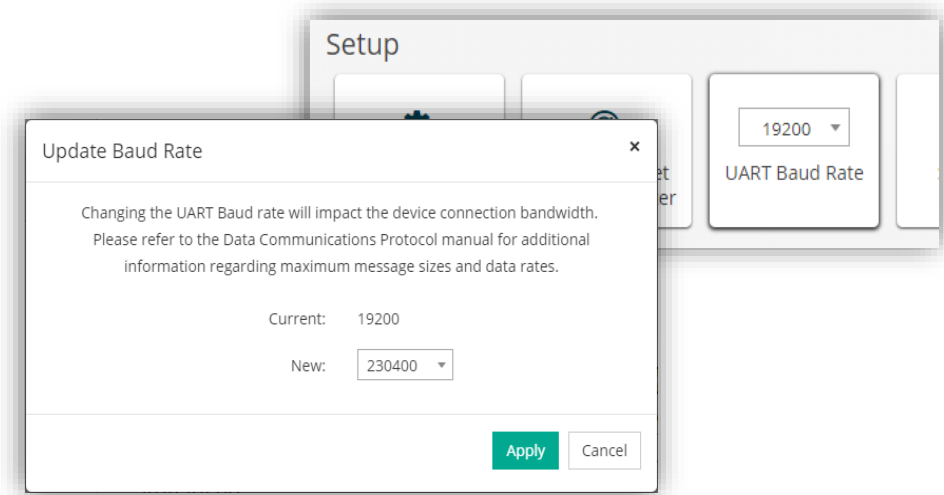 Setup
19200
UART Baud Rate
et
er
Update Baud Rate
×
Changing the UART Baud rate will impact the device connection bandwidth.
Please refer to the Data Communications Protocol manual for additional
information regarding maximum message sizes and data rates.
Current: 19200
New: 230400
Apply Cancel